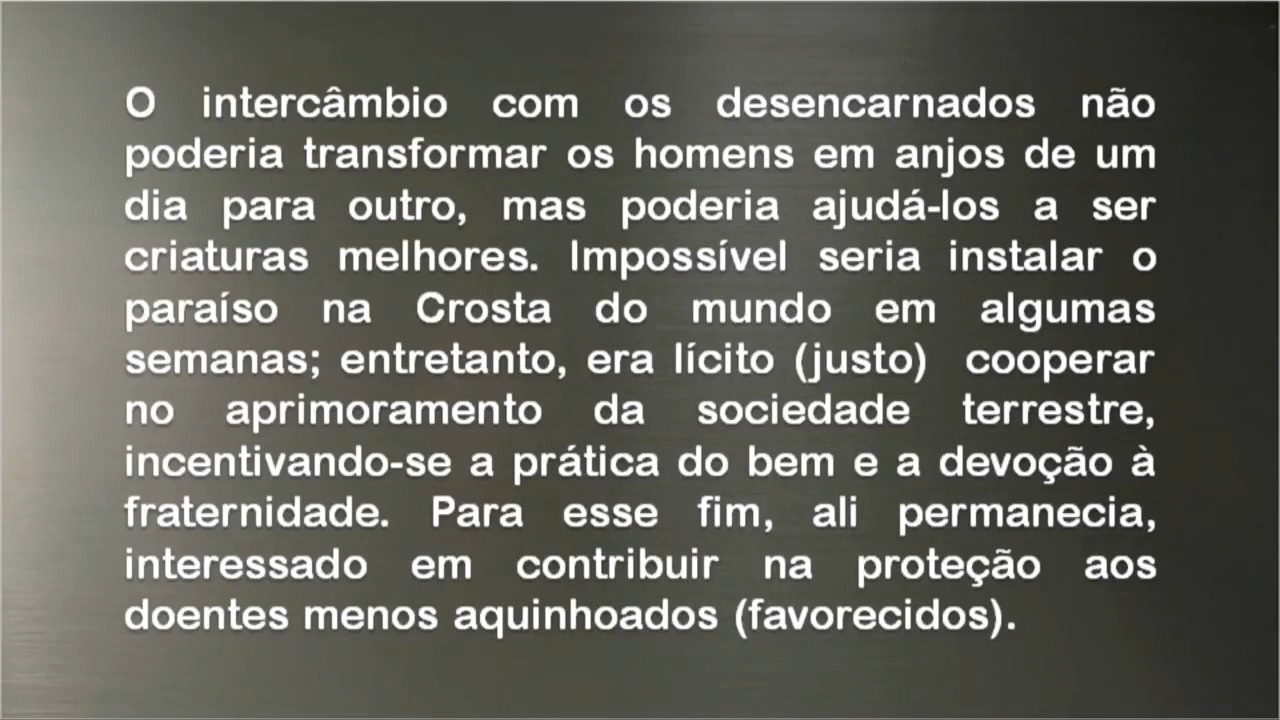 O intercâmbio com os desencarnados não
poderia transformar os homens em anjos de um
dia para outro, mas poderia ajudá-los a ser
criaturas melhores. Impossível seria instalar o
paraíso na Crosta do mundo em algumas
semanas; entretanto, era lícito (justo) cooperar
no aprimoramento da sociedade terrestre,
incentivando-se a prática do bem e a devoção à
fraternidade. Para esse fim, ali permanecia,
interessado em contribuir na proteção aos
doentes menos aquinhoados (favorecidos).